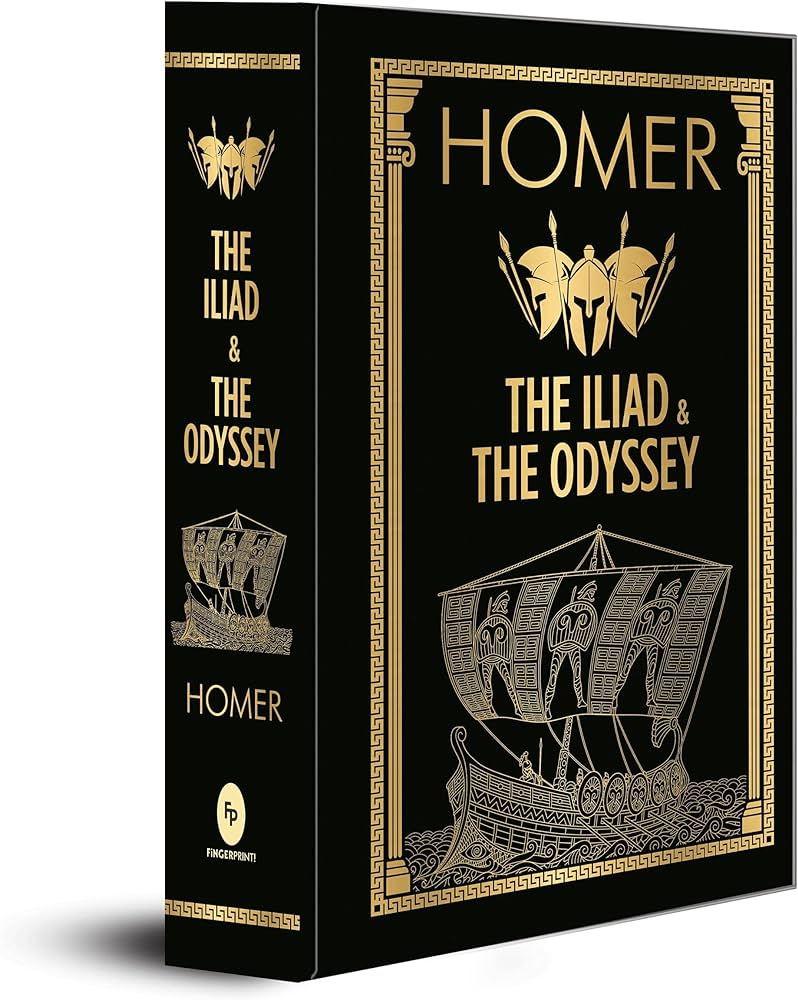 THE
ILIAD
&
THE
ODYSSEY
HOMER
FP
FiNGERPRINT!
HOMER
THE ILIAD &
THE ODYSSEY